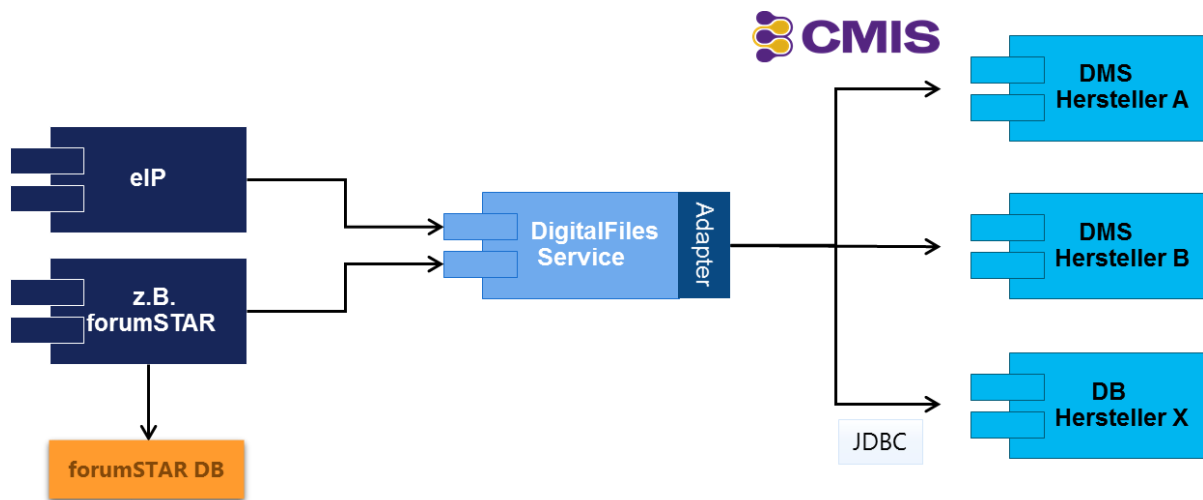 CMIS
DMS
Hersteller A
eIP
DigitalFiles
Service
Adapter
DMS
Hersteller B
z.B.
forumSTAR
DB
Hersteller X
JDBC
forumSTAR DB